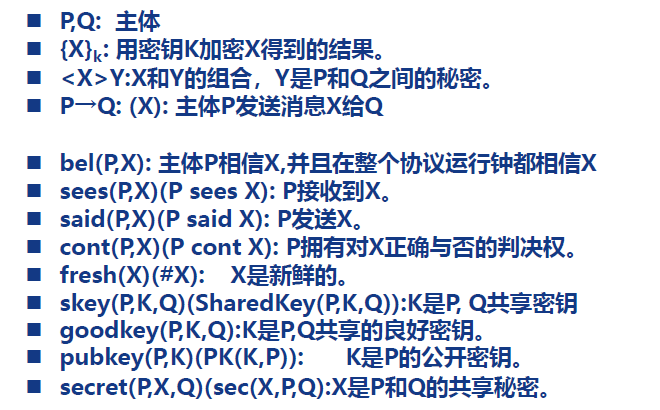 P,Q: 主体
{X}k: 用密钥K加密X得到的结果。
<X>Y:X和Y的组合，Y是P和Q之间的秘密。
P→Q: (X): 主体P发送消息X给Q
bel(P,X): 主体P相信X,并且在整个协议运行钟都相信X
sees(P,X)(P sees X): P接收到X。
said(P,X)(P said X): P发送X。
cont(P,X)(P cont X): P拥有对X正确与否的判决权。
fresh(X)(#X): X是新鲜的。
skey(P,K,Q)(SharedKey(P,K,Q)):K是P, Q共享密钥
goodkey(P,K,Q):K是P,Q共享的良好密钥。
pubkey(P,K)(PK(K,P)): K是P的公开密钥。
secret(P,X,Q)(sec(X,P,Q):X是P和Q的共享秘密。